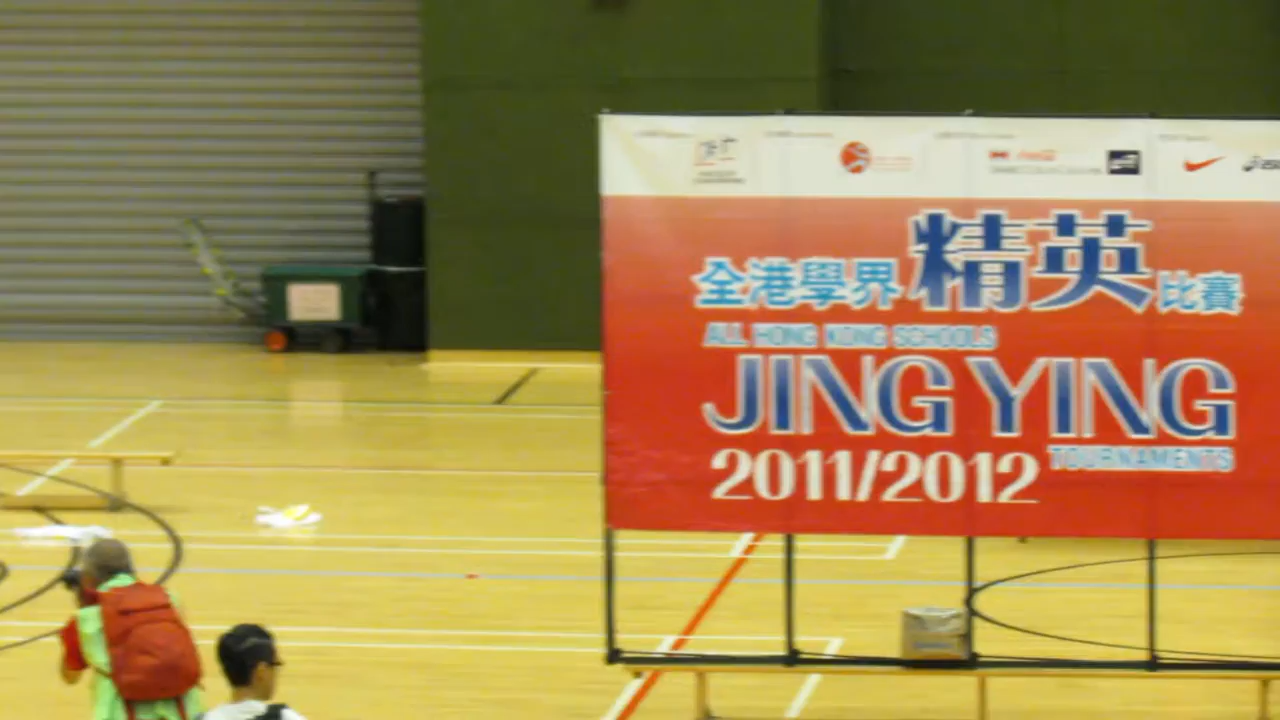 全港學界精英比賽
ALL HONG KONG SCHOOLS
JING YING
TOURNAMENTS
2011/2012